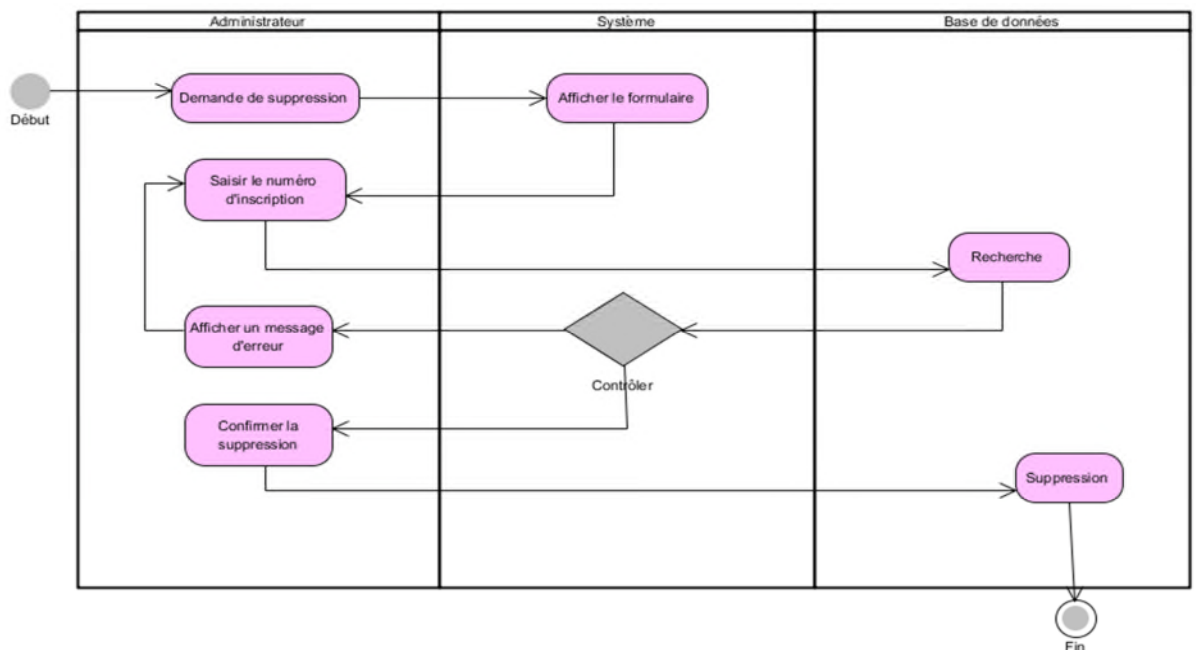 Administrateur
Système
Base de données
Début
Demande de suppression
Afficher le formulaire
Saisir le numéro
d'inscription
Recherche
Afficher un message
d'erreur
Contrôler
Confirmer la
suppression
Suppression
Fin